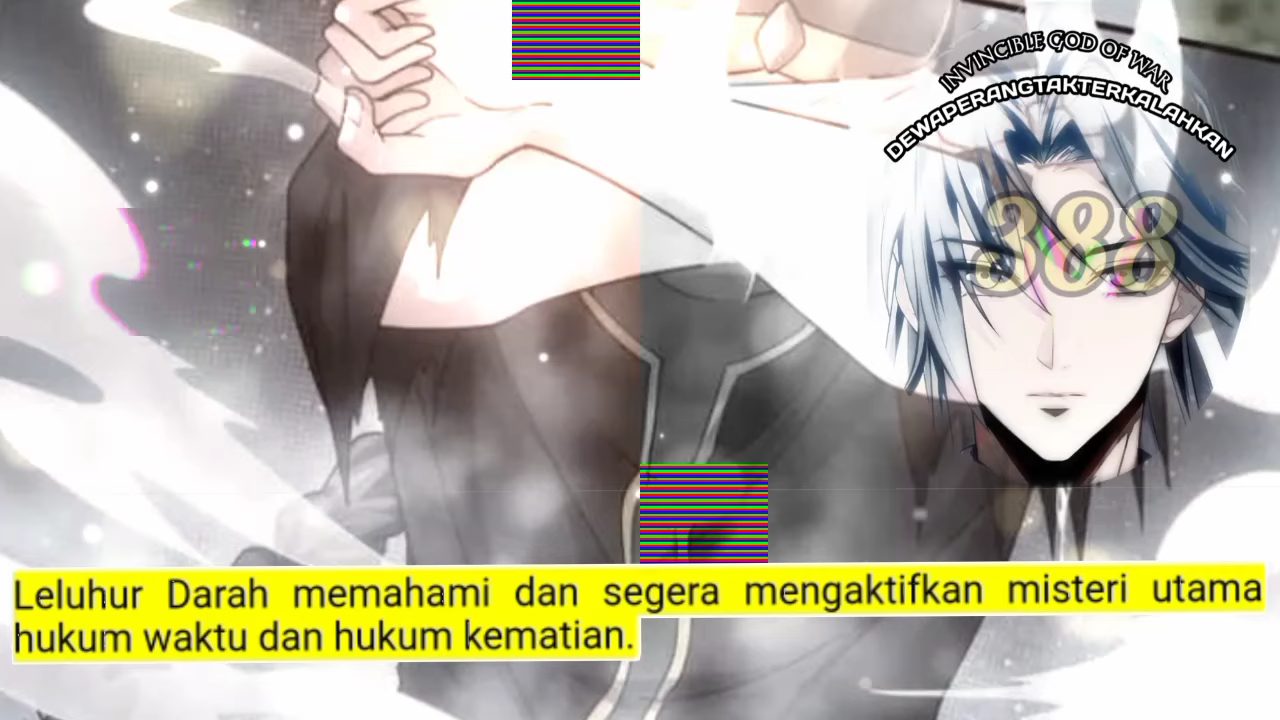 INVINCIBLE GOD OF WAR
DEWAPERANGTAKTERKALAHKAN
388
Leluhur Darah memahami dan segera mengaktifkan misteri utama
hukum waktu dan hukum kematian.